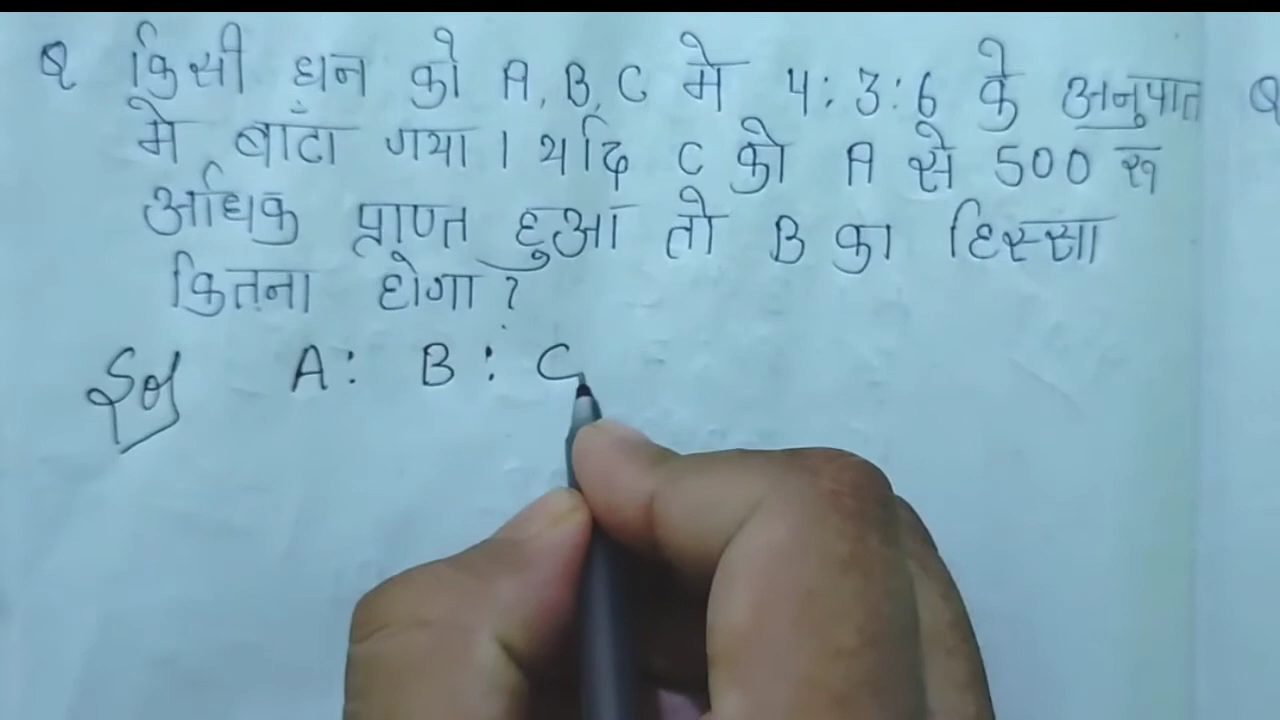 Q किसी धन को A, B, C मे 4:3:6 के अनुपात Q
मे बाँटा गया । यदि C को A से 500 रु
अधिक प्राप्त हुआ तो B का हिस्सा
कितना होगा ?
Sol A : B : C